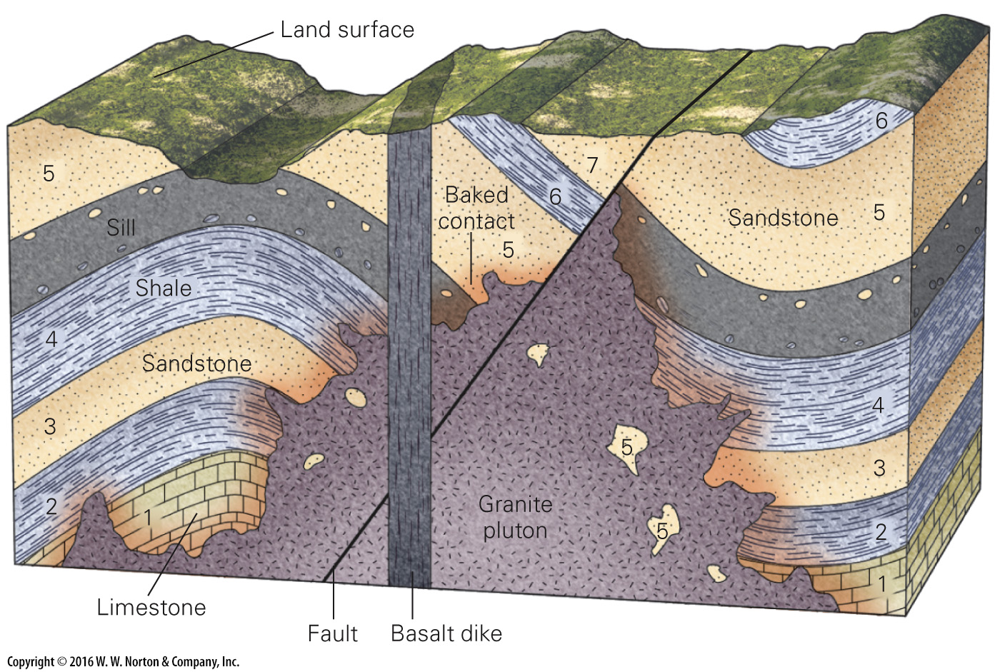 Land surface
6
5
7
Baked
contact
6
Sandstone
5
Sill
5
Shale
4
Sandstone
4
5
3
3
Granite
pluton
5
2
1
2
1
Limestone
Fault
Basalt dike
Copyright © 2016 W. W. Norton & Company, Inc.